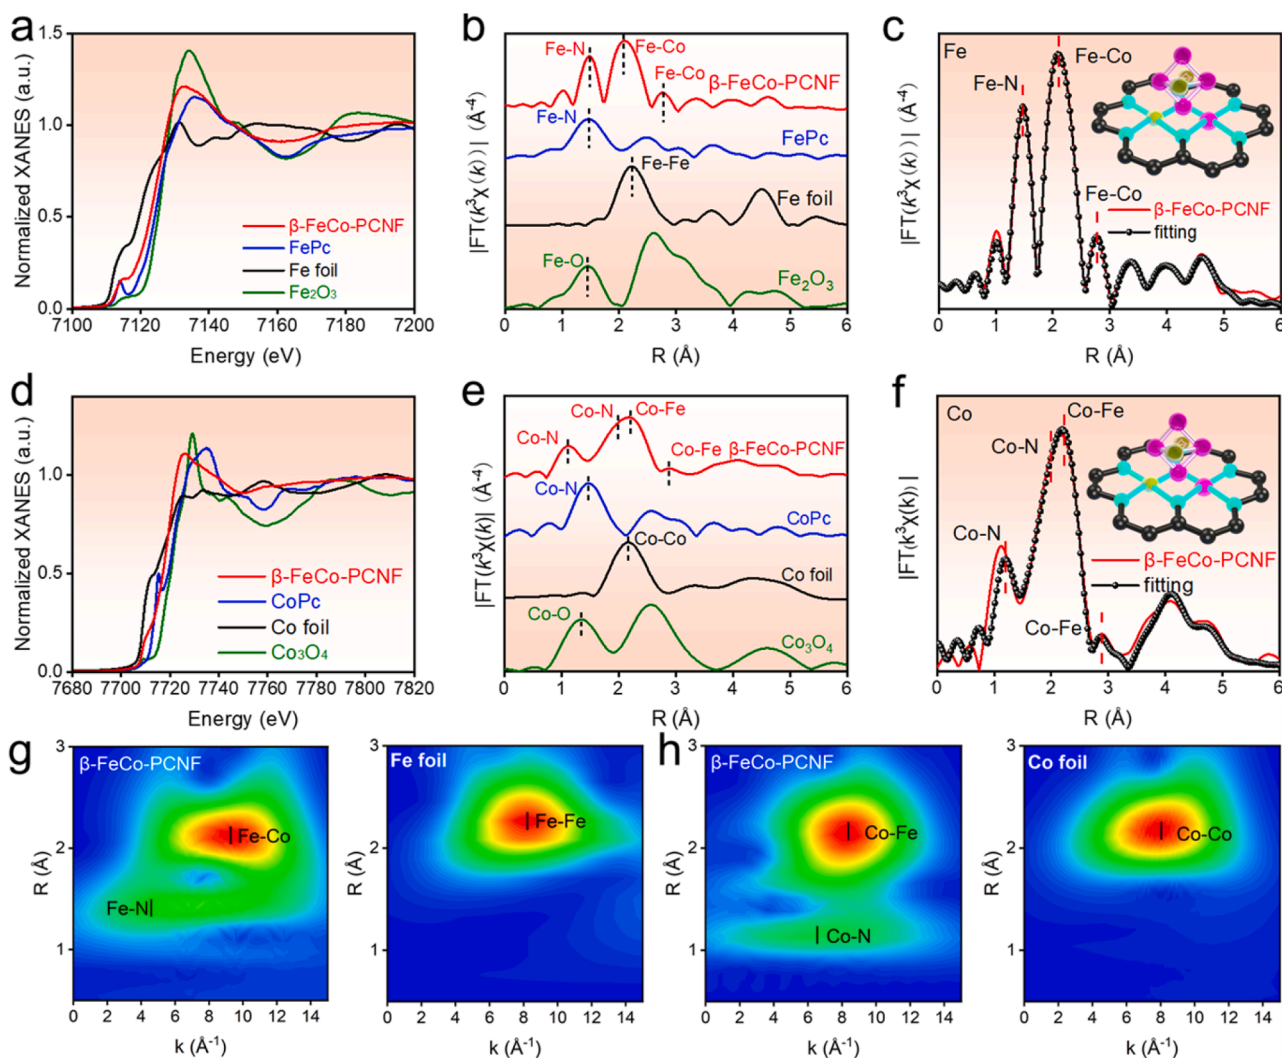 a
Normalized XANES (a.u.)
1.5
1.0
0.5
0.0
β-FeCo-PCNF
FePc
Fe foil
Fe₂O₃
7100 7120 7140 7160 7180 7200
Energy (eV)
b
|FT(k³χ(k))| (Å⁻⁴)
Fe-N
Fe-Co
Fe-Co
β-FeCo-PCNF
Fe-N
FePc
Fe-Fe
Fe foil
Fe-O
Fe₂O₃
0 1 2 3 4 5 6
R (Å)
c
|FT(k³χ(k))| (Å⁻⁴)
Fe
Fe-Co
Fe-N
Fe-Co
β-FeCo-PCNF
fitting
0 1 2 3 4 5 6
R (Å)
d
Normalized XANES (a.u.)
1.0
0.5
0.0
β-FeCo-PCNF
CoPc
Co foil
Co₃O₄
7680 7700 7720 7740 7760 7780 7800 7820
Energy (eV)
e
|FT(k³χ(k)| (Å⁻⁴)
Co-N
Co-Fe
Co-N
Co-Fe β-FeCo-PCNF
Co-N
CoPc
Co-Co
Co foil
Co-O
Co₃O₄
0 1 2 3 4 5 6
R (Å)
f
|FT(k³χ(k)) |
Co
Co-Fe
Co-N
Co-N
Co-Fe
β-FeCo-PCNF
fitting
0 1 2 3 4 5 6
R (Å)
g
R (Å)
3
2
1
β-FeCo-PCNF
Fe-Co
Fe-N
0 2 4 6 8 10 12 14
k (Å⁻¹)
R (Å)
3
2
1
Fe foil
Fe-Fe
0 2 4 6 8 10 12 14
k (Å⁻¹)
h
R (Å)
3
2
1
β-FeCo-PCNF
Co-Fe
Co-N
0 2 4 6 8 10 12 14
k (Å⁻¹)
R (Å)
3
2
1
Co foil
Co-Co
0 2 4 6 8 10 12 14
k (Å⁻¹)